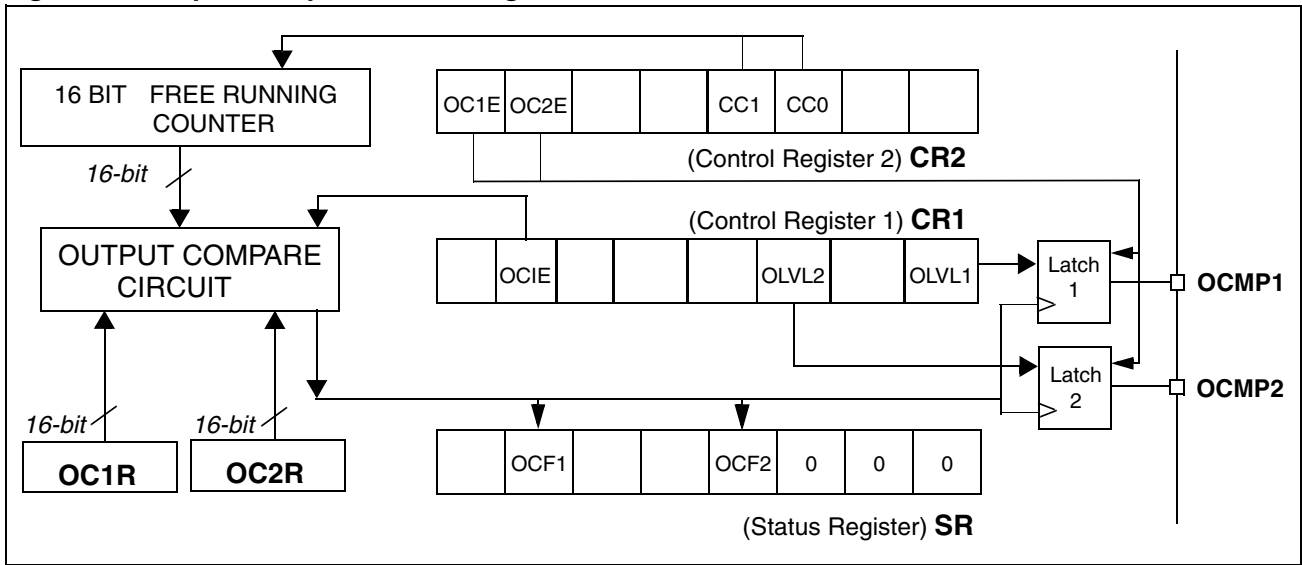 16 BIT FREE RUNNING
COUNTER
OC1E OC2E CC1 CC0
(Control Register 2) CR2
16-bit
(Control Register 1) CR1
OUTPUT COMPARE
CIRCUIT
OCIE OLVL2 OLVL1
Latch
1
OCMP1
Latch
2
OCMP2
16-bit
16-bit
OC1R
OC2R
OCF1 OCF2 0 0 0
(Status Register) SR